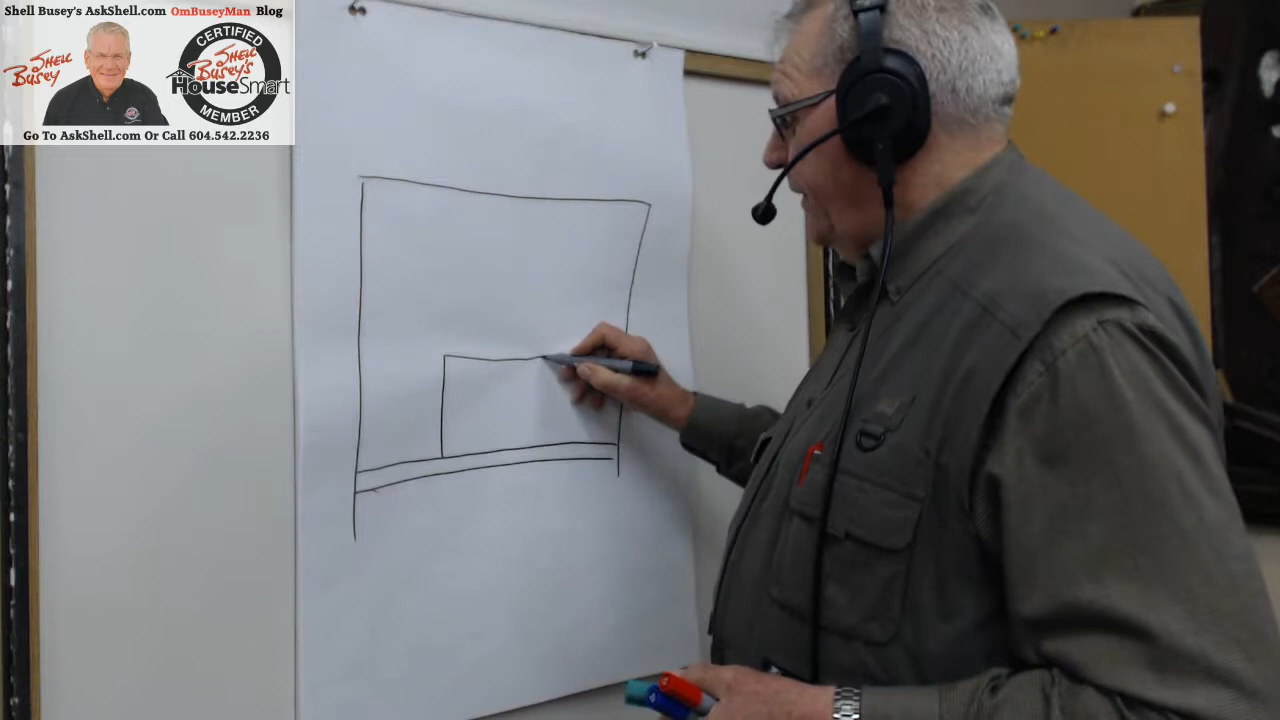 Shell Busey's AskShell.com OmBuseyMan Blog
SHELL
BUSEY
CERTIFIED
SHELL
BUSEY'S
HouseSmart
MEMBER
Go To AskShell.com Or Call 604.542.2236